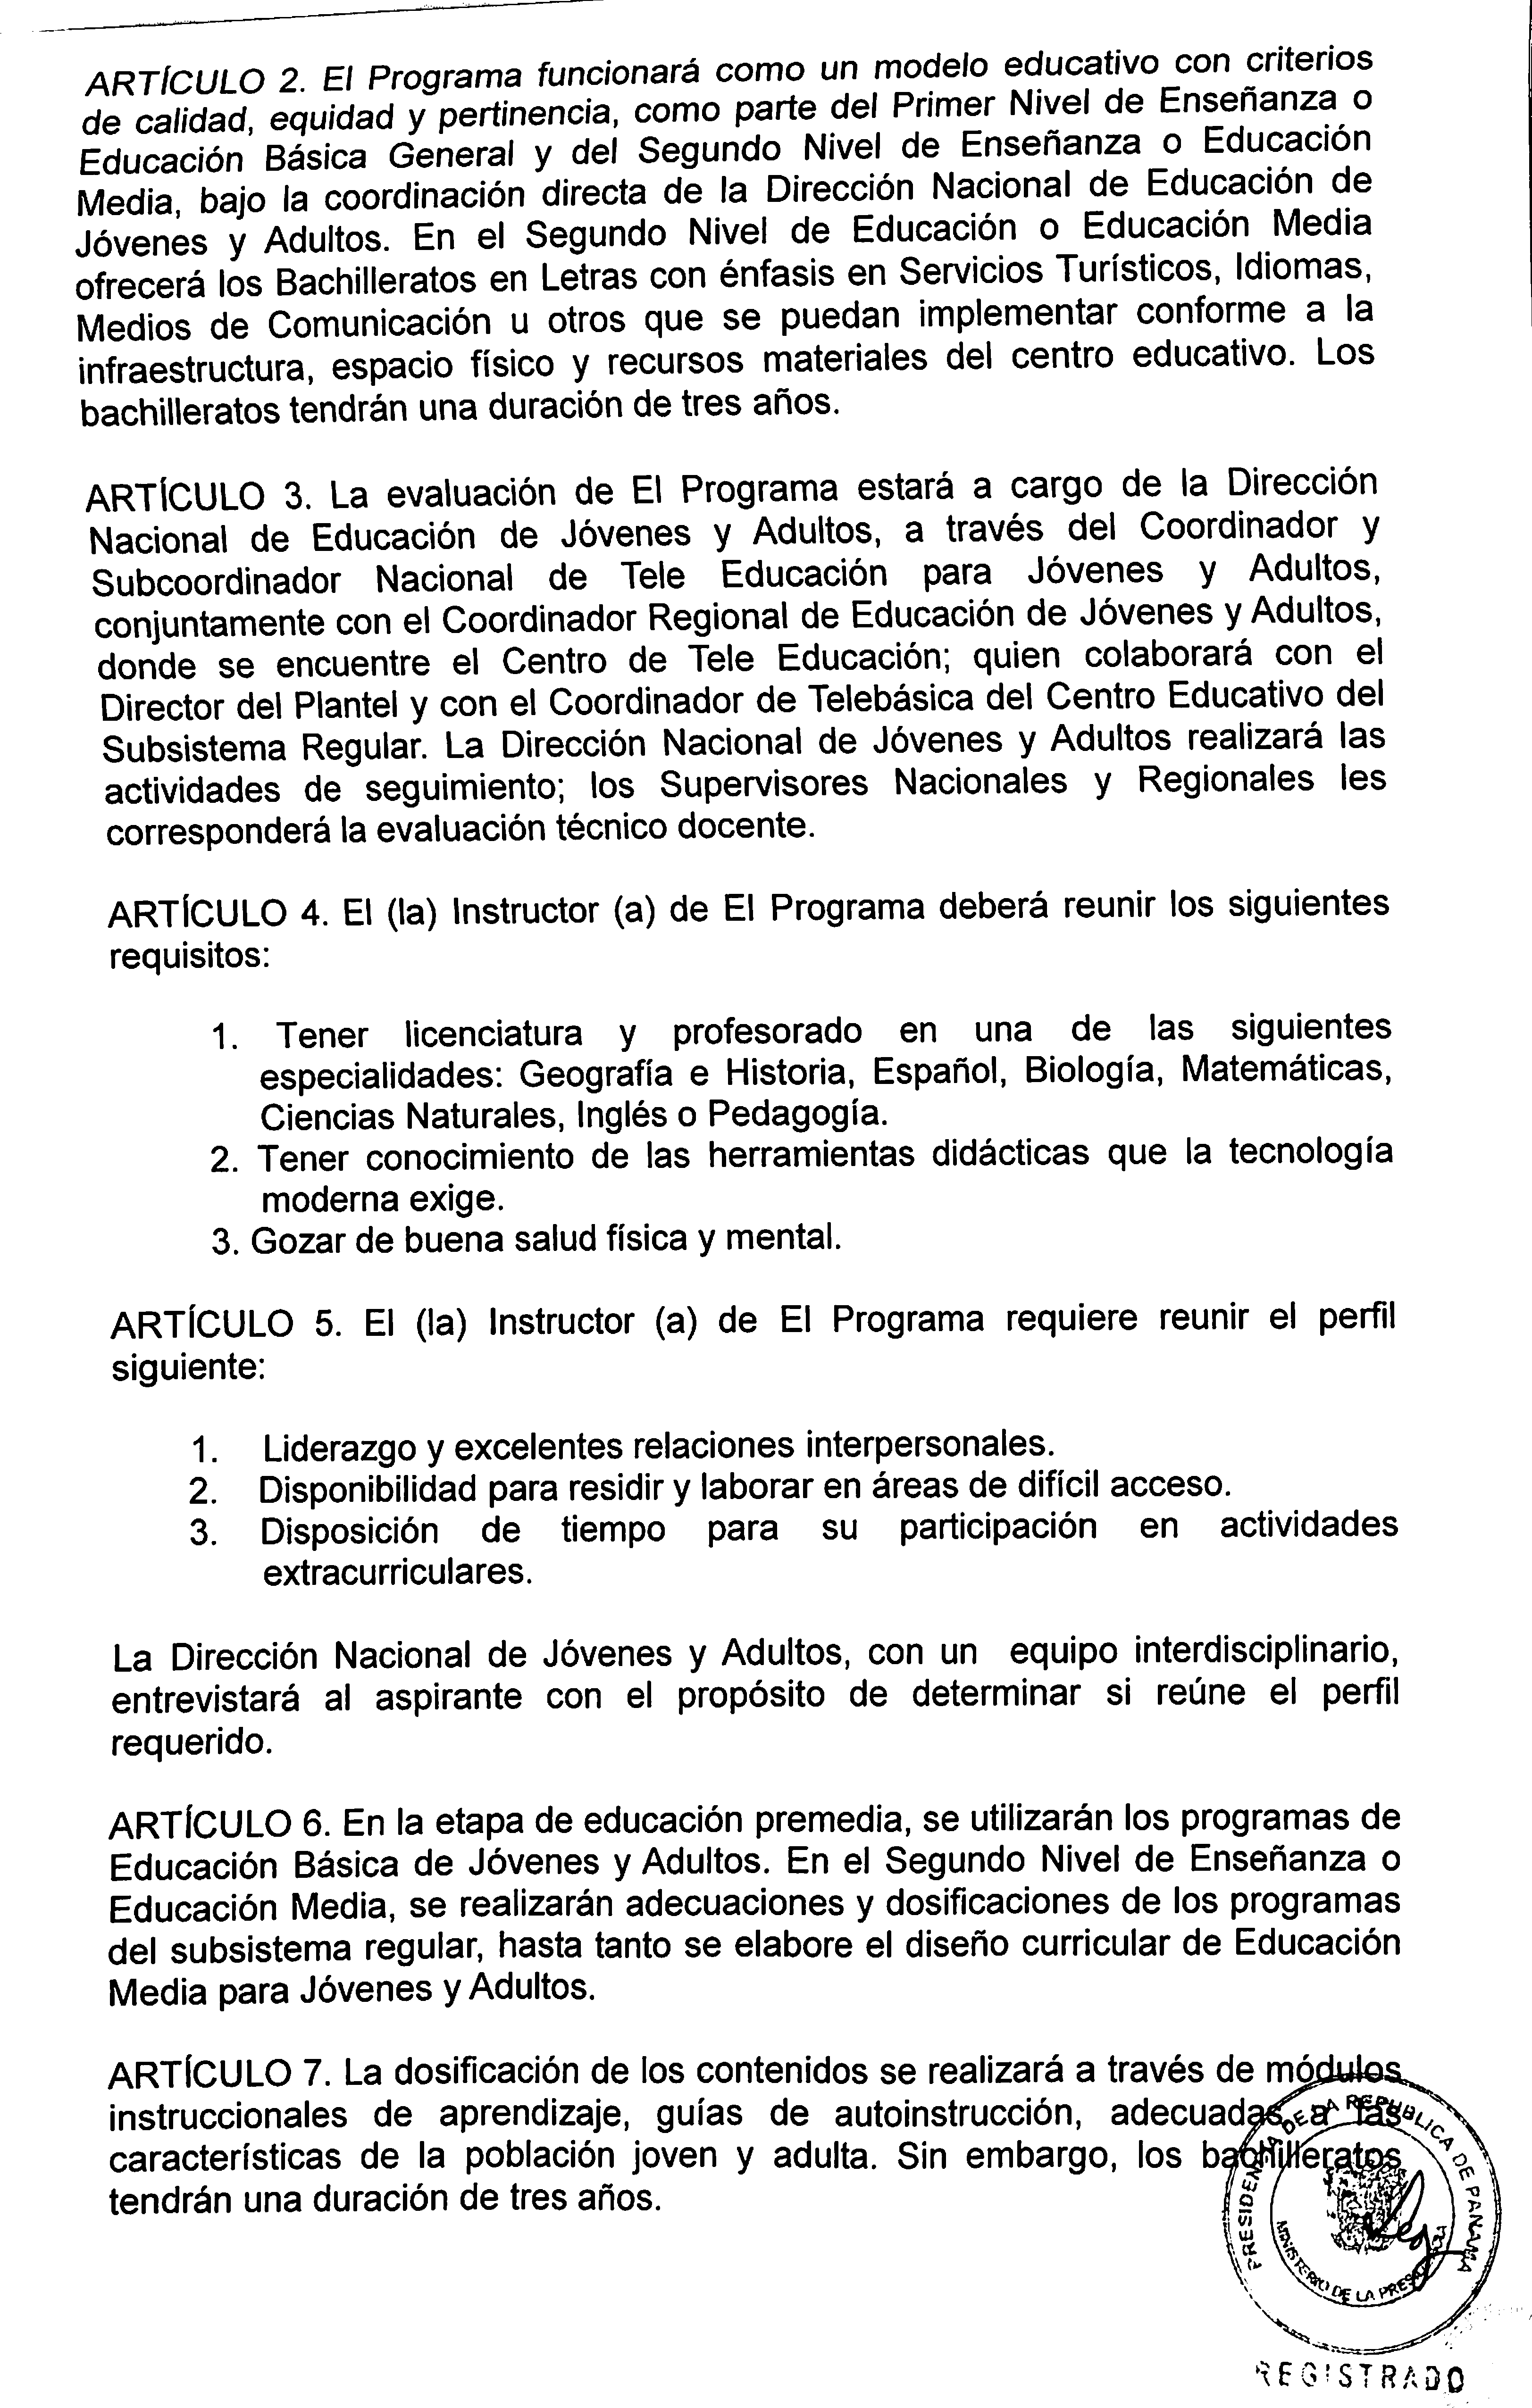 ARTÍCULO 2. El Programa funcionará como un modelo educativo con criterios
de calidad, equidad y pertinencia, como parte del Primer Nivel de Enseñanza o
Educación Básica General y del Segundo Nivel de Enseñanza o Educación
Media, bajo la coordinación directa de la Dirección Nacional de Educación de
Jóvenes y Adultos. En el Segundo Nivel de Educación o Educación Media
ofrecerá los Bachilleratos en Letras con énfasis en Servicios Turísticos, Idiomas,
Medios de Comunicación u otros que se puedan implementar conforme a la
infraestructura, espacio físico y recursos materiales del centro educativo. Los
bachilleratos tendrán una duración de tres años.
ARTÍCULO 3. La evaluación de El Programa estará a cargo de la Dirección
Nacional de Educación de Jóvenes y Adultos, a través del Coordinador y
Subcoordinador Nacional de Tele Educación para Jóvenes y Adultos,
conjuntamente con el Coordinador Regional de Educación de Jóvenes y Adultos,
donde se encuentre el Centro de Tele Educación; quien colaborará con el
Director del Plantel y con el Coordinador de Telebásica del Centro Educativo del
Subsistema Regular. La Dirección Nacional de Jóvenes y Adultos realizará las
actividades de seguimiento; los Supervisores Nacionales y Regionales les
corresponderá la evaluación técnico docente.
ARTÍCULO 4. El (la) Instructor (a) de El Programa deberá reunir los siguientes
requisitos:
1. Tener licenciatura y profesorado en una de las siguientes
especialidades: Geografía e Historia, Español, Biología, Matemáticas,
Ciencias Naturales, Inglés o Pedagogía.
2. Tener conocimiento de las herramientas didácticas que la tecnología
moderna exige.
3. Gozar de buena salud física y mental.
ARTÍCULO 5. El (la) Instructor (a) de El Programa requiere reunir el perfil
siguiente:
1. Liderazgo y excelentes relaciones interpersonales.
2. Disponibilidad para residir y laborar en áreas de difícil acceso.
3. Disposición de tiempo para su participación en actividades
extracurriculares.
La Dirección Nacional de Jóvenes y Adultos, con un equipo interdisciplinario,
entrevistará al aspirante con el propósito de determinar si reúne el perfil
requerido.
ARTÍCULO 6. En la etapa de educación premedia, se utilizarán los programas de
Educación Básica de Jóvenes y Adultos. En el Segundo Nivel de Enseñanza o
Educación Media, se realizarán adecuaciones y dosificaciones de los programas
del subsistema regular, hasta tanto se elabore el diseño curricular de Educación
Media para Jóvenes y Adultos.
ARTÍCULO 7. La dosificación de los contenidos se realizará a través de módulos
instruccionales de aprendizaje, guías de autoinstrucción, adecuadas a las
características de la población joven y adulta. Sin embargo, los bachilleratos
tendrán una duración de tres años.
PRESIDENCIA DE LA REPUBLICA DE PANAMA
MINISTERIO DE LA PRESIDENCIA
REGISTRADO